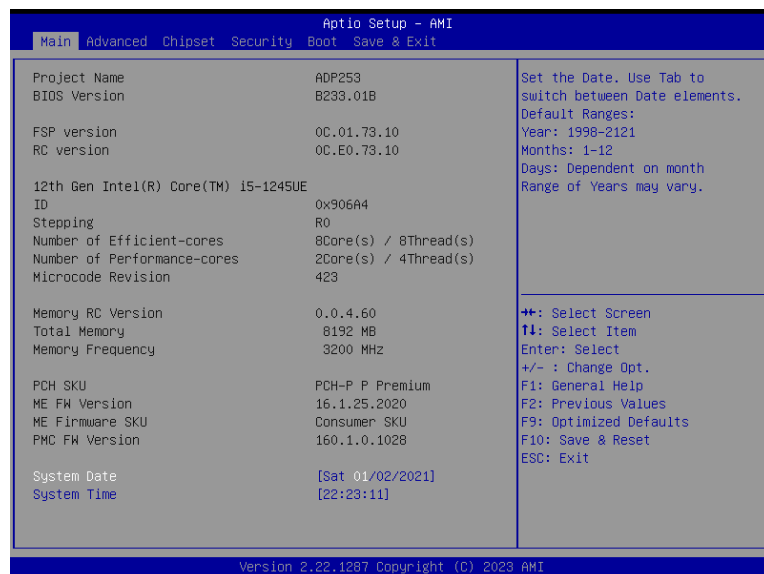 Aptio Setup – AMI
Main Advanced Chipset Security Boot Save & Exit
Project Name ADP253
BIOS Version B233.01B
FSP version 0C.01.73.10
RC version 0C.E0.73.10
12th Gen Intel(R) Core(TM) i5-1245UE
ID 0x906A4
Stepping R0
Number of Efficient-cores 8Core(s) / 8Thread(s)
Number of Performance-cores 2Core(s) / 4Thread(s)
Microcode Revision 423
Memory RC Version 0.0.4.60
Total Memory 8192 MB
Memory Frequency 3200 MHz
PCH SKU PCH-P P Premium
ME FW Version 16.1.25.2020
ME Firmware SKU Consumer SKU
PMC FW Version 160.1.0.1028
System Date [Sat 01/02/2021]
System Time [22:23:11]
Set the Date. Use Tab to
switch between Date elements.
Default Ranges:
Year: 1998-2121
Months: 1-12
Days: Dependent on month
Range of Years may vary.
→←: Select Screen
↑↓: Select Item
Enter: Select
+/- : Change Opt.
F1: General Help
F2: Previous Values
F9: Optimized Defaults
F10: Save & Reset
ESC: Exit
Version 2.22.1287 Copyright (C) 2023 AMI